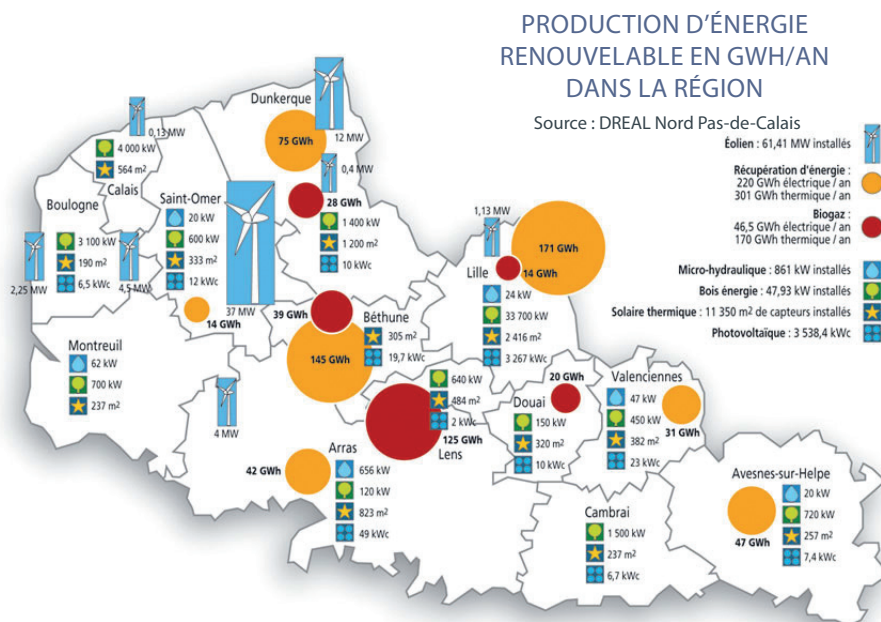 PRODUCTION D'ÉNERGIE
RENOUVELABLE EN GWH/AN
DANS LA RÉGION
Source : DREAL Nord Pas-de-Calais
Éolien : 61,41 MW installés
Récupération d'énergie :
220 GWh électrique / an
301 GWh thermique / an
Biogaz :
46,5 GWh électrique / an
170 GWh thermique / an
Micro-hydraulique : 861 kW installés
Bois énergie : 47,93 kW installés
Solaire thermique : 11 350 m² de capteurs installés
Photovoltaïque : 3 538,4 kWc
Dunkerque
12 MW
75 GWh
0,4 MW
28 GWh
1 400 kW
1 200 m²
10 kWc
0,13 MW
4 000 kW
564 m²
Calais
Boulogne
3 100 kW
190 m²
6,5 kWc
2,25 MW
4,5 MW
Saint-Omer
20 kW
600 kW
333 m²
12 kWc
14 GWh
37 MW
1,13 MW
171 GWh
14 GWh
Lille
24 kW
33 700 kW
2 416 m²
3 267 kWc
39 GWh
Béthune
305 m²
19,7 kWc
145 GWh
Montreuil
62 kW
700 kW
237 m²
4 MW
640 kW
484 m²
2 kWc
125 GWh
Lens
20 GWh
Douai
150 kW
320 m²
10 kWc
Valenciennes
47 kW
450 kW
382 m²
23 kWc
31 GWh
Arras
42 GWh
656 kW
120 kW
823 m²
49 kWc
Cambrai
1 500 kW
237 m²
6,7 kWc
Avesnes-sur-Helpe
20 kW
720 kW
257 m²
7,4 kWc
47 GWh